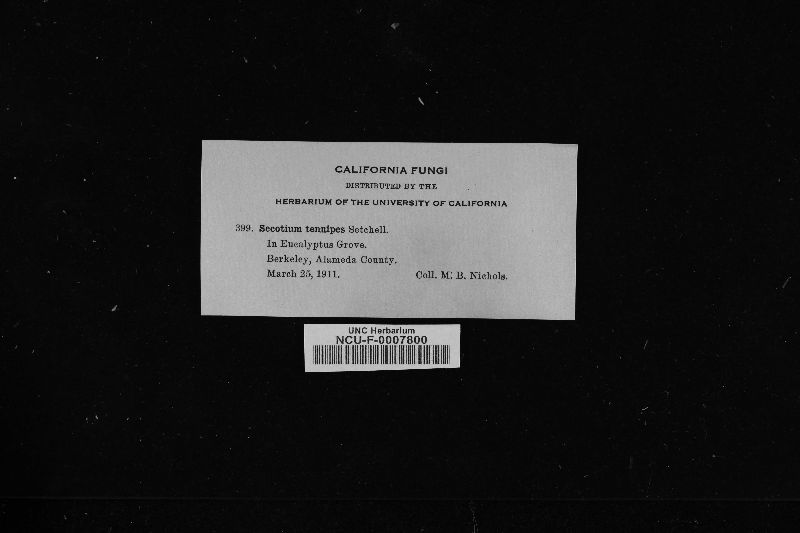 CALIFORNIA FUNGI
DISTRIBUTED BY THE
HERBARIUM OF THE UNIVERSITY OF CALIFORNIA
399. Secotium tenuipes Setchell.
In Eucalyptus Grove.
Berkeley, Alameda County.
March 25, 1911. Coll. M. B. Nichols.
UNC Herbarium
NCU-F-0007800